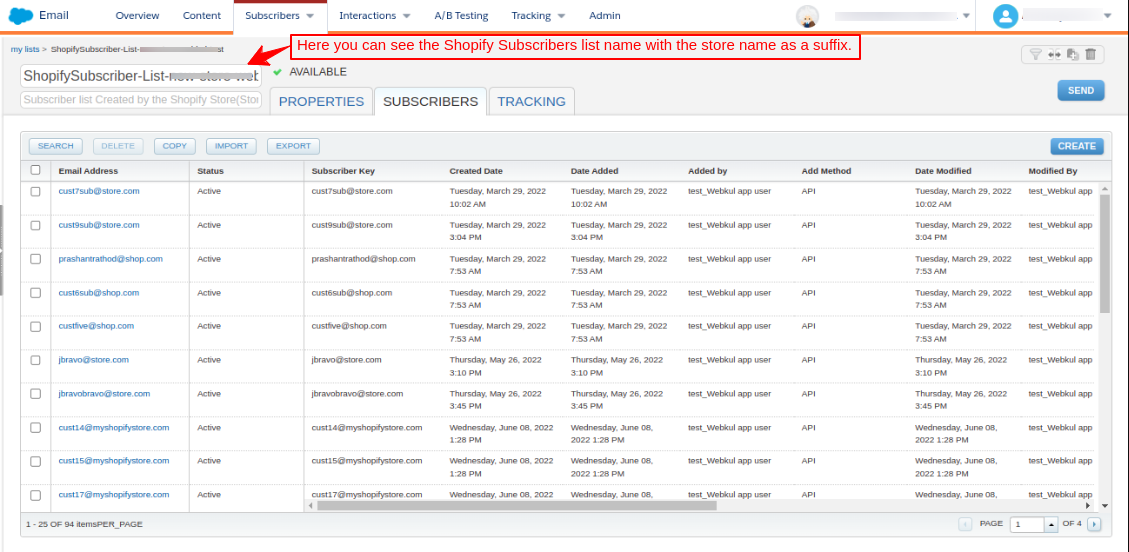 Email Overview Content Subscribers Interactions A/B Testing Tracking Admin
my lists > ShopifySubscriber-List-
Here you can see the Shopify Subscribers list name with the store name as a suffix.
ShopifySubscriber-List-
AVAILABLE
Subscriber list Created by the Shopify Store(Stor
PROPERTIES SUBSCRIBERS TRACKING
SEND
SEARCH DELETE COPY IMPORT EXPORT CREATE
Email Address Status Subscriber Key Created Date Date Added Added by Add Method Date Modified Modified By
cust7sub@store.com Active cust7sub@store.com Tuesday, March 29, 2022 Tuesday, March 29, 2022 test_Webkul app user API Tuesday, March 29, 2022 test_Webkul app
10:02 AM 10:02 AM 10:02 AM
cust9sub@store.com Active cust9sub@store.com Tuesday, March 29, 2022 Tuesday, March 29, 2022 test_Webkul app user API Tuesday, March 29, 2022 test_Webkul app
3:04 PM 3:04 PM 3:04 PM
prashantrathod@shop.com Active prashantrathod@shop.com Tuesday, March 29, 2022 Tuesday, March 29, 2022 test_Webkul app user API Tuesday, March 29, 2022 test_Webkul app
7:53 AM 7:53 AM 7:53 AM
cust6sub@shop.com Active cust6sub@shop.com Tuesday, March 29, 2022 Tuesday, March 29, 2022 test_Webkul app user API Tuesday, March 29, 2022 test_Webkul app
7:53 AM 7:53 AM 7:53 AM
custfive@shop.com Active custfive@shop.com Tuesday, March 29, 2022 Tuesday, March 29, 2022 test_Webkul app user API Tuesday, March 29, 2022 test_Webkul app
7:53 AM 7:53 AM 7:53 AM
jbravo@store.com Active jbravo@store.com Thursday, May 26, 2022 Thursday, May 26, 2022 test_Webkul app user API Thursday, May 26, 2022 test_Webkul app
3:10 PM 3:10 PM 3:10 PM
jbravobravo@store.com Active jbravobravo@store.com Thursday, May 26, 2022 Thursday, May 26, 2022 test_Webkul app user API Thursday, May 26, 2022 test_Webkul app
3:45 PM 3:45 PM 3:45 PM
cust14@myshopifystore.com Active cust14@myshopifystore.com Wednesday, June 08, 2022 Wednesday, June 08, test_Webkul app user API Wednesday, June 08, test_Webkul app
1:28 PM 2022 1:28 PM 2022 1:28 PM
cust15@myshopifystore.com Active cust15@myshopifystore.com Wednesday, June 08, 2022 Wednesday, June 08, test_Webkul app user API Wednesday, June 08, test_Webkul app
1:28 PM 2022 1:28 PM 2022 1:28 PM
cust17@myshopifystore.com Active cust17@myshopifystore.com Wednesday, June 08, 2022 Wednesday, June 08, test_Webkul app user API Wednesday, June 08, test_Webkul app
1 - 25 OF 94 itemsPER_PAGE PAGE 1 OF 4